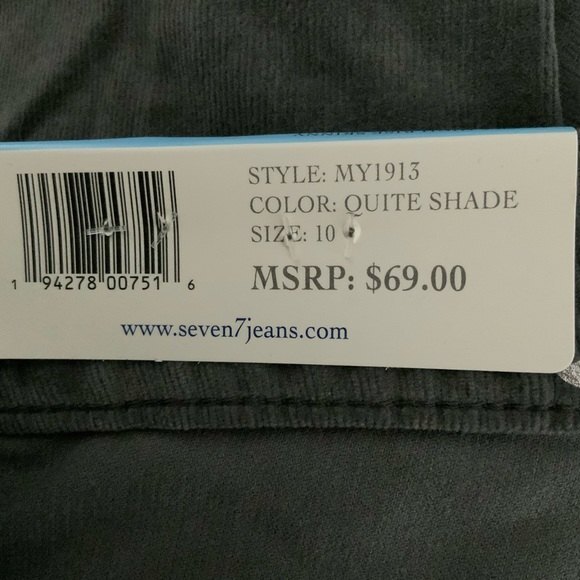 STYLE: MY1913
COLOR: QUITE SHADE
SIZE: 10
MSRP: $69.00
1 94278 00751 6
www.seven7jeans.com